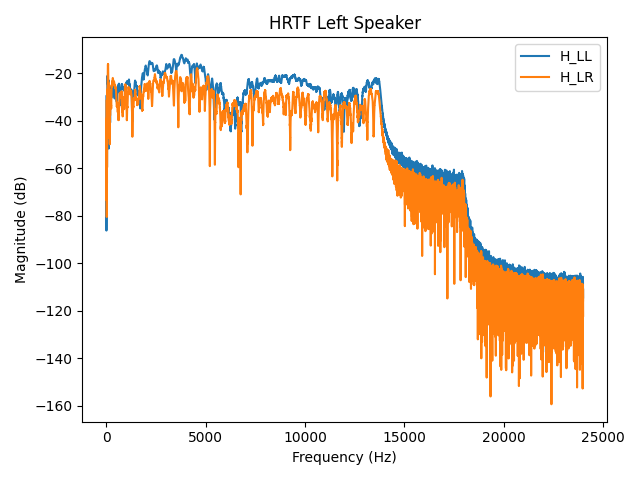 HRTF Left Speaker
H_LL
H_LR
Magnitude (dB)
−20
−40
−60
−80
−100
−120
−140
−160
0
5000
10000
15000
20000
25000
Frequency (Hz)